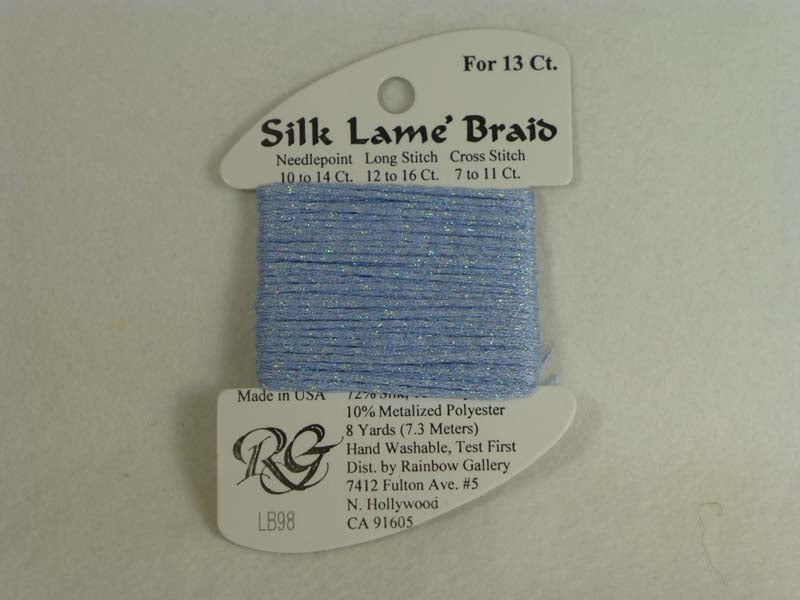 For 13 Ct.
Silk Lame' Braid
Needlepoint Long Stitch Cross Stitch
10 to 14 Ct. 12 to 16 Ct. 7 to 11 Ct.
Made in USA
72% Silk,
10% Metalized Polyester
8 Yards (7.3 Meters)
Hand Washable, Test First
Dist. by Rainbow Gallery
7412 Fulton Ave. #5
N. Hollywood
CA 91605
RG
LB98